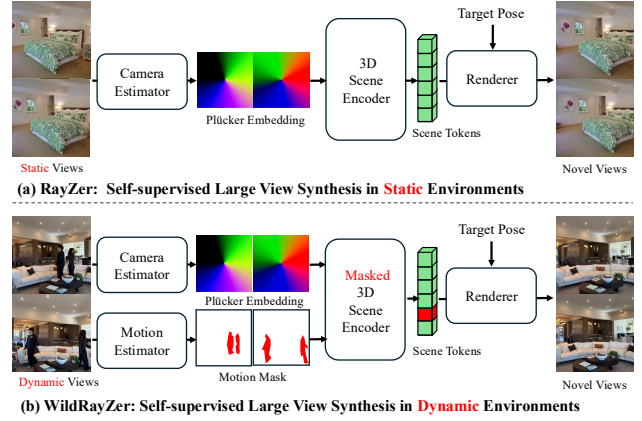 Target Pose
Camera
Estimator
3D
Scene
Encoder
Renderer
Plücker Embedding
Scene Tokens
Static Views
Novel Views
(a) RayZer: Self-supervised Large View Synthesis in Static Environments
Target Pose
Camera
Estimator
Plücker Embedding
Masked
3D
Scene
Encoder
Renderer
Motion
Estimator
Motion Mask
Scene Tokens
Dynamic Views
Novel Views
(b) WildRayZer: Self-supervised Large View Synthesis in Dynamic Environments